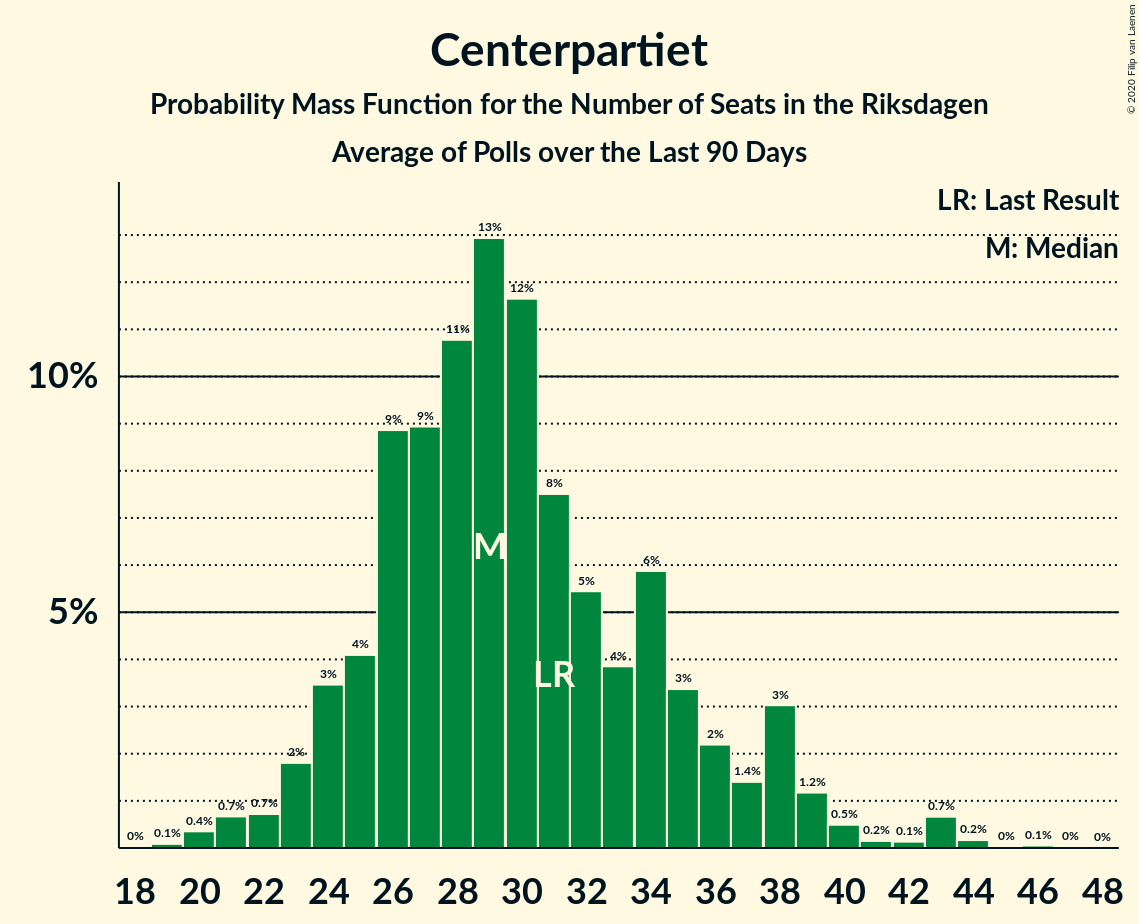 Centerpartiet
Probability Mass Function for the Number of Seats in the Riksdagen
Average of Polls over the Last 90 Days
© 2020 Filip van Laenen
LR: Last Result
M: Median
10%
5%
0% 0.1% 0.4% 0.7% 0.7% 2% 3% 4% 9% 9% 11% 13% 12% 8% 5% 4% 6% 3% 2% 1.4% 3% 1.2% 0.5% 0.2% 0.1% 0.7% 0.2% 0% 0.1% 0% 0%
M
LR
18 20 22 24 26 28 30 32 34 36 38 40 42 44 46 48